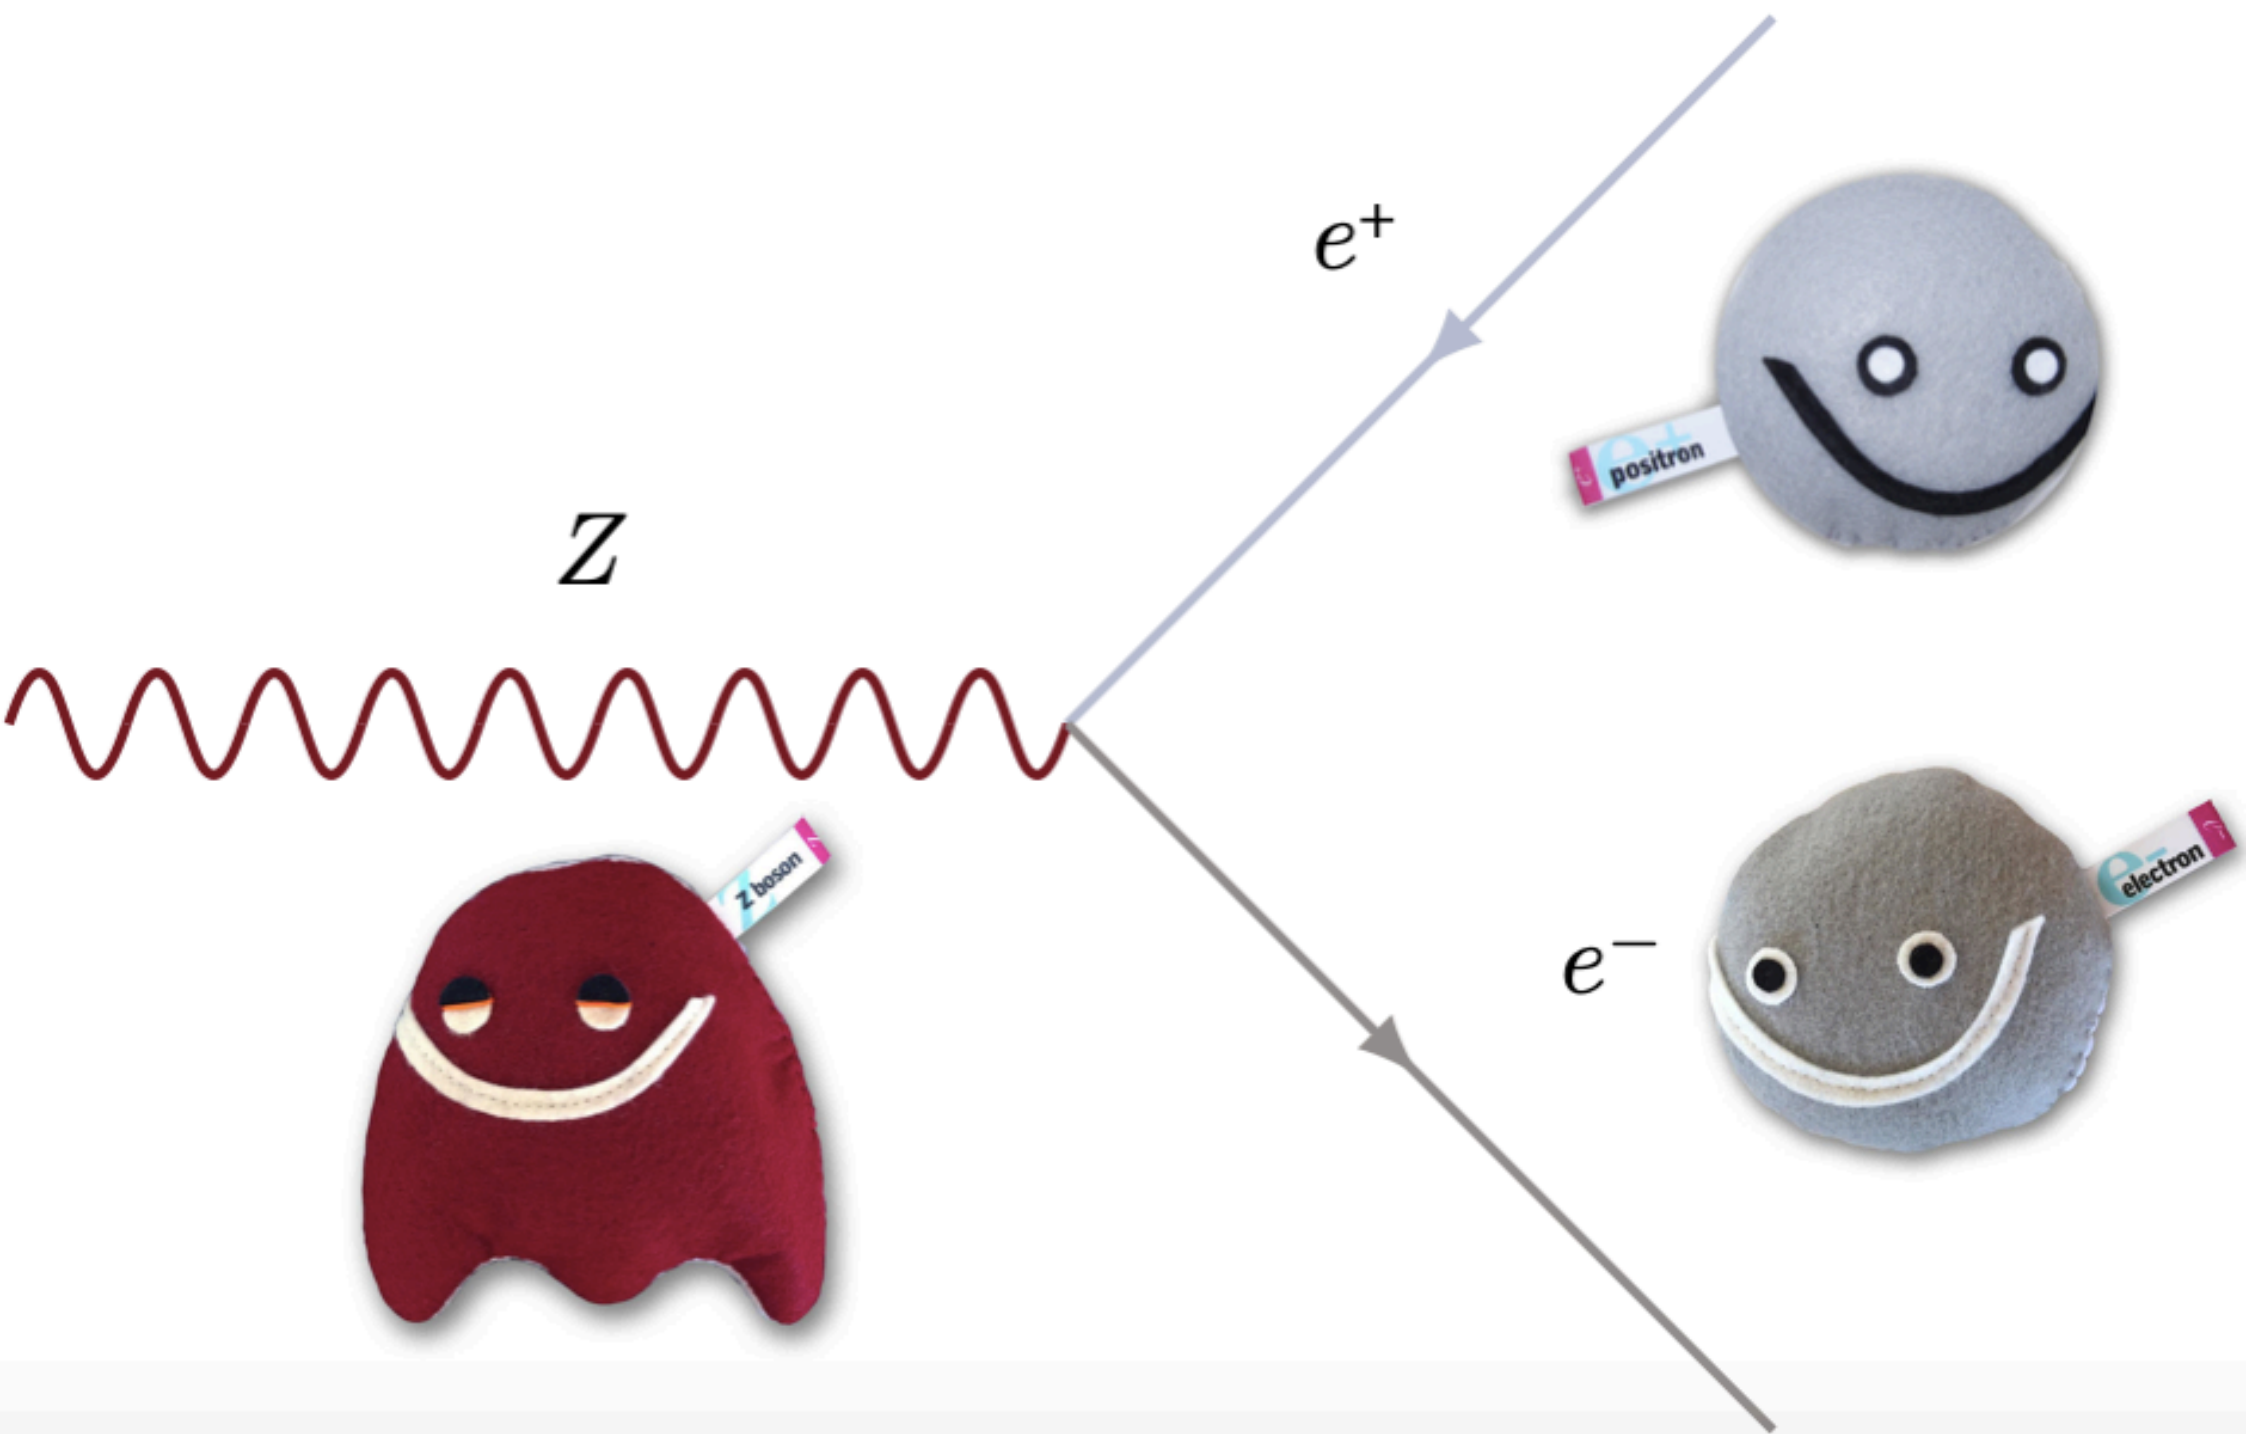 e⁺
e+
positron
Z
Z
Z boson
e⁻
e-
electron